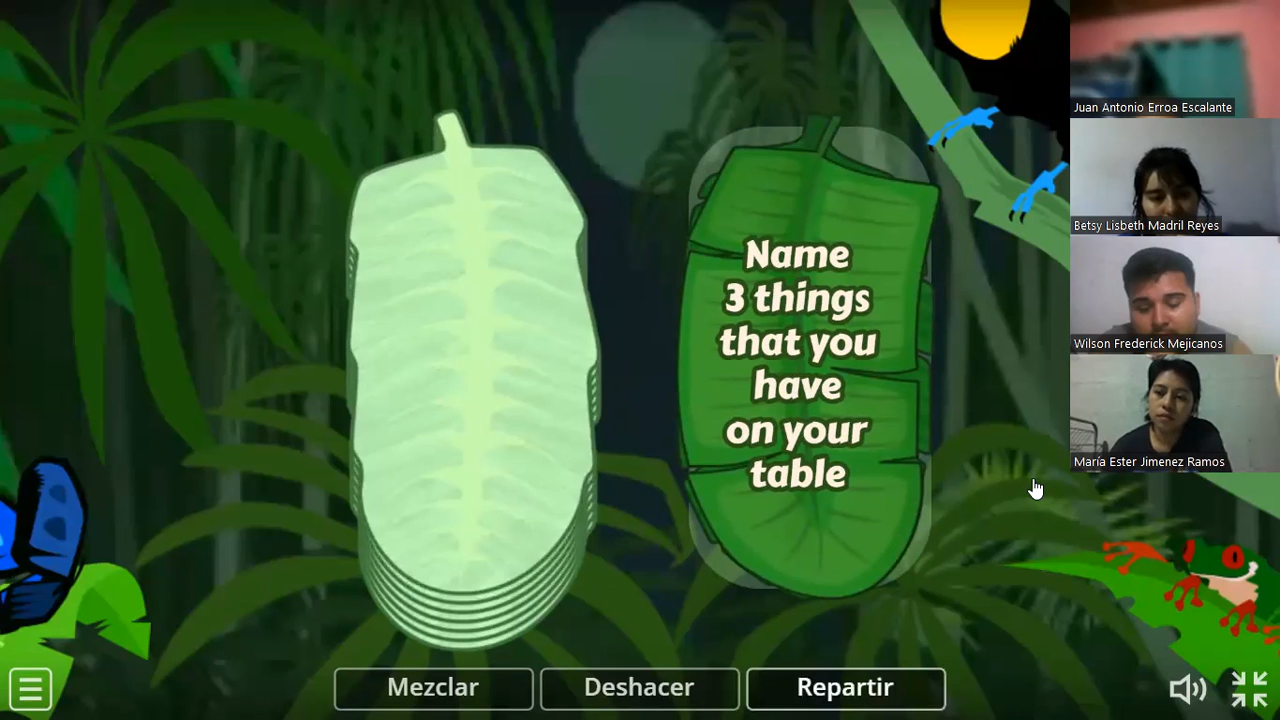 Name
3 things
that you
have
on your
table
Mezclar
Deshacer
Repartir
Juan Antonio Erroa Escalante
Betsy Lisbeth Madril Reyes
Wilson Frederick Mejicanos
María Ester Jimenez Ramos